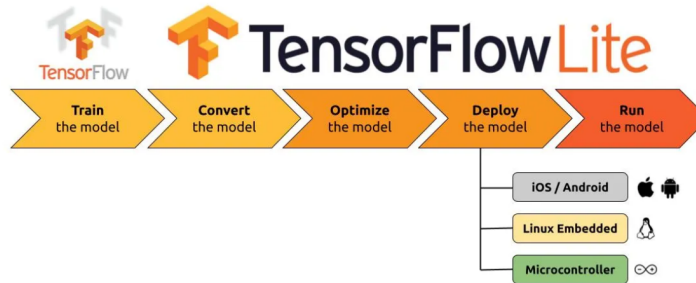 TensorFlow
TensorFlow Lite
Train
the model
Convert
the model
Optimize
the model
Deploy
the model
Run
the model
iOS / Android
Linux Embedded
Microcontroller